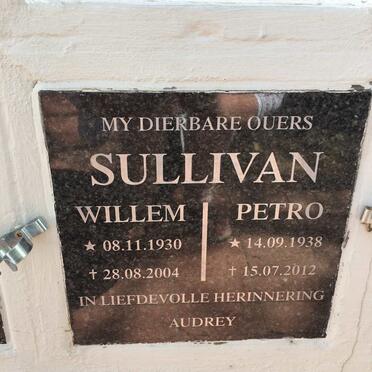 MY DIERBARE OUERS
SULLIVAN
WILLEM PETRO
★ 08.11.1930 ★ 14.09.1938
† 28.08.2004 † 15.07.2012
IN LIEFDEVOLLE HERINNERING
AUDREY